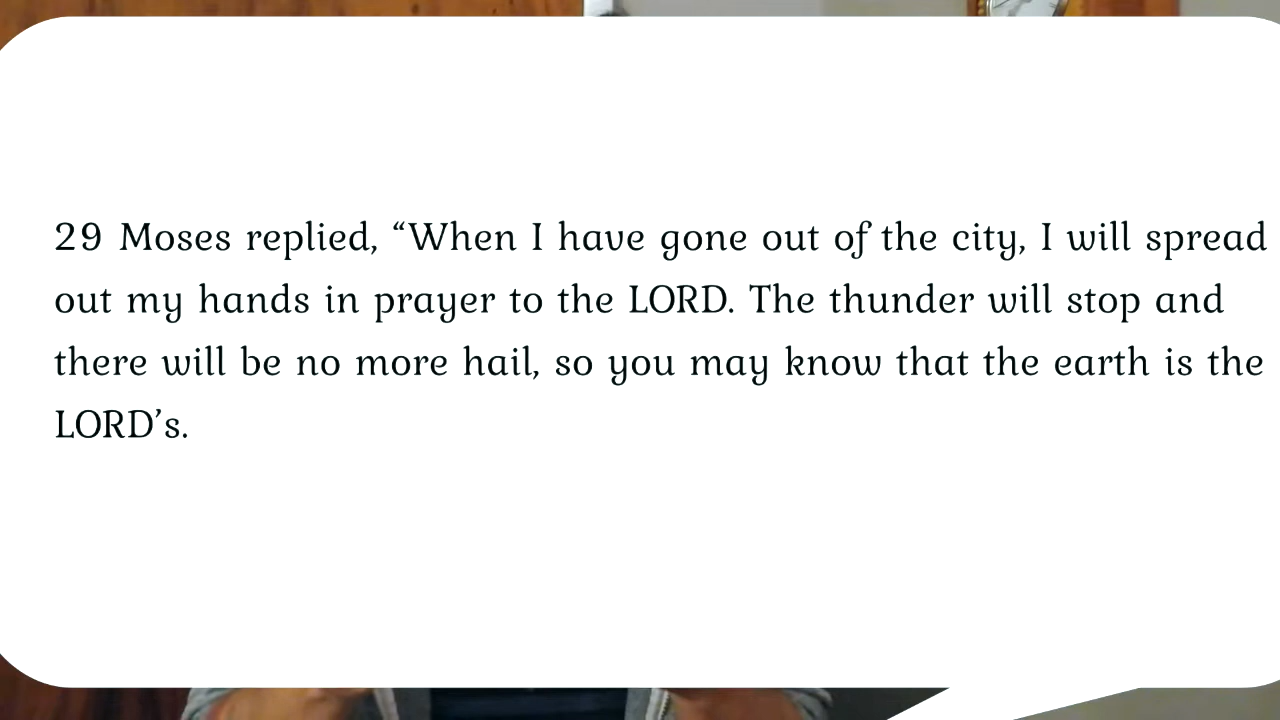 29 Moses replied, “When I have gone out of the city, I will spread
out my hands in prayer to the LORD. The thunder will stop and
there will be no more hail, so you may know that the earth is the
LORD’s.